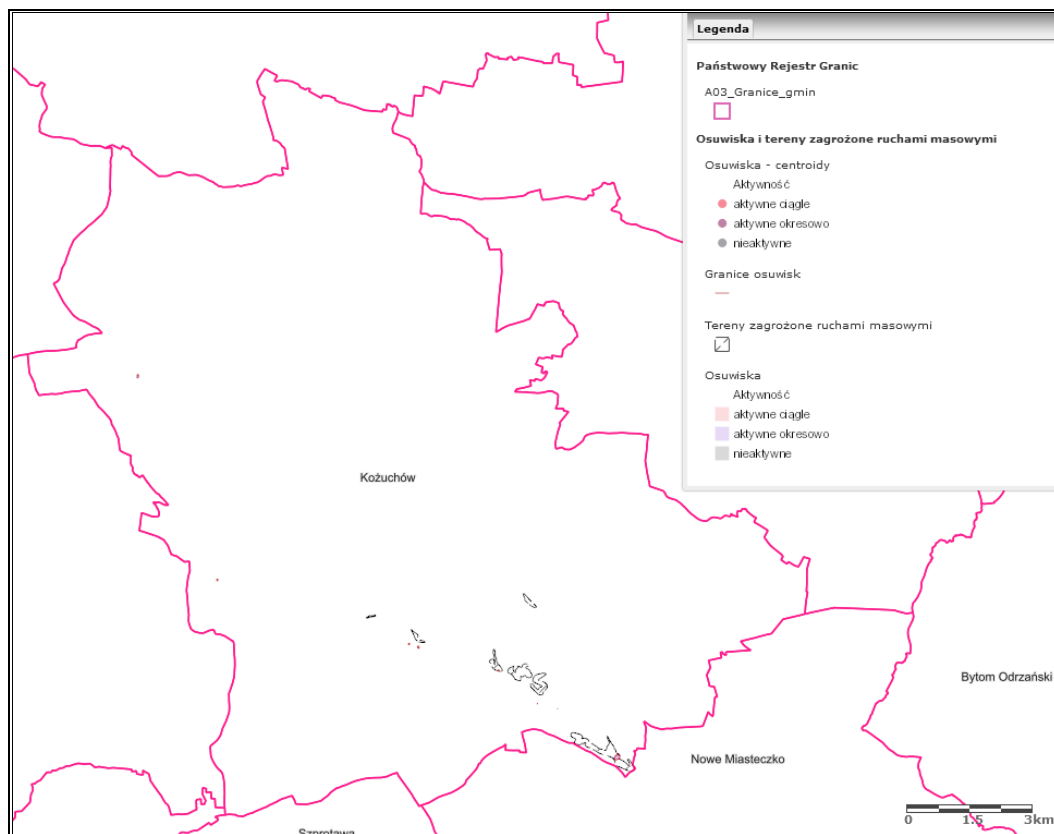 Legenda
Państwowy Rejestr Granic
A03_Granice_gmin
Osuwiska i tereny zagrożone ruchami masowymi
Osuwiska - centroidy
Aktywność
aktywne ciągle
aktywne okresowo
nieaktywne
Granice osuwisk
Tereny zagrożone ruchami masowymi
Osuwiska
Aktywność
aktywne ciągle
aktywne okresowo
nieaktywne
Kożuchów
Bytom Odrzański
Nowe Miasteczko
Szprotawa
0 1.5 3km